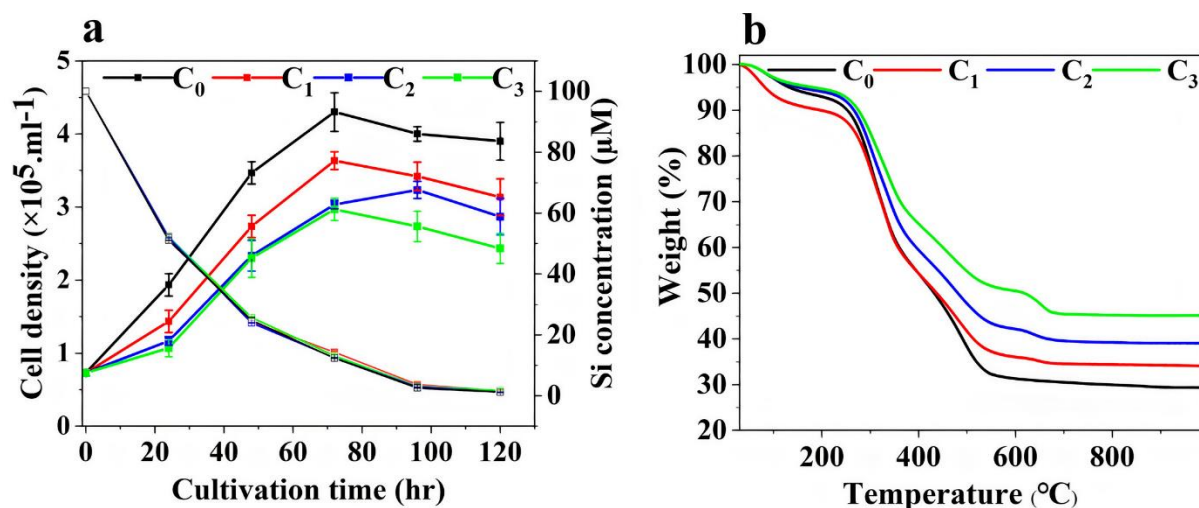 a
C₀ C₁ C₂ C₃
Cell density (×10⁵.ml⁻¹)
5
4
3
2
1
0
0 20 40 60 80 100 120
Cultivation time (hr)
100
80
60
40
20
0
Si concentration (µM)
b
C₀ C₁ C₂ C₃
Weight (%)
100
90
80
70
60
50
40
30
20
200 400 600 800
Temperature (°C)